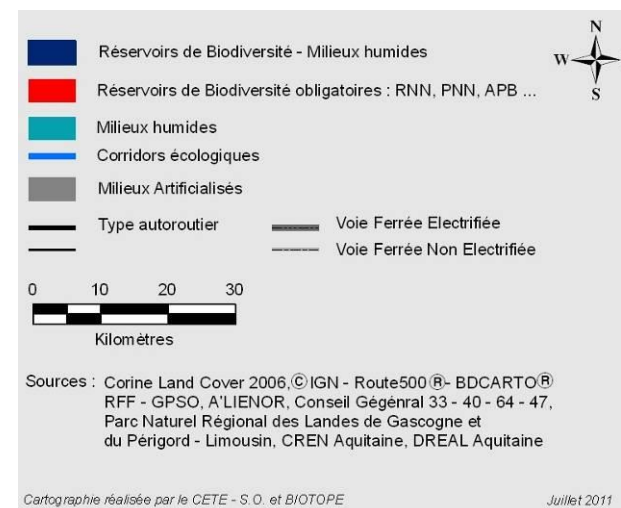 N
Réservoirs de Biodiversité - Milieux humides
W
S
Réservoirs de Biodiversité obligatoires : RNN, PNN, APB ...
Milieux humides
Corridors écologiques
Milieux Artificialisés
Type autoroutier
Voie Ferrée Electrifiée
Voie Ferrée Non Electrifiée
0 10 20 30
Kilomètres
Sources : Corine Land Cover 2006,© IGN - Route500 ®- BDCARTO®
RFF - GPSO, A'LIENOR, Conseil Gégénral 33 - 40 - 64 - 47,
Parc Naturel Régional des Landes de Gascogne et
du Périgord - Limousin, CREN Aquitaine, DREAL Aquitaine
Cartographie réalisée par le CETE - S.O. et BIOTOPE
Juillet 2011